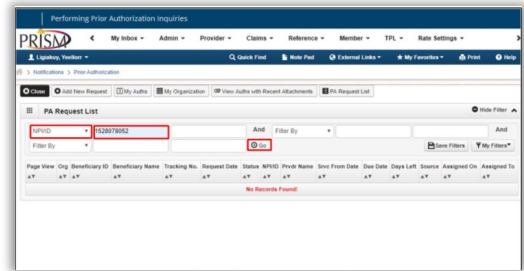 Performing Prior Authorization Inquiries
PRISM < My Inbox Admin Provider Claims Reference Member TPL Rate Settings >
Ligiakoy, Yoellorr Quick Find Note Pad External Links My Favorites Print Help
> Notifications > Prior Authorization
Close Add New Request My Auths My Organization View Auths with Recent Attachments PA Request List
PA Request List Hide Filter
NPI/ID 1528078052 And Filter By And
Filter By Go Save Filters My Filters
Page View Org Beneficiary ID Beneficiary Name Tracking No. Request Date Status NPI/ID Prvdr Name Srvc From Date Due Date Days Left Source Assigned On Assigned To
No Records Found!